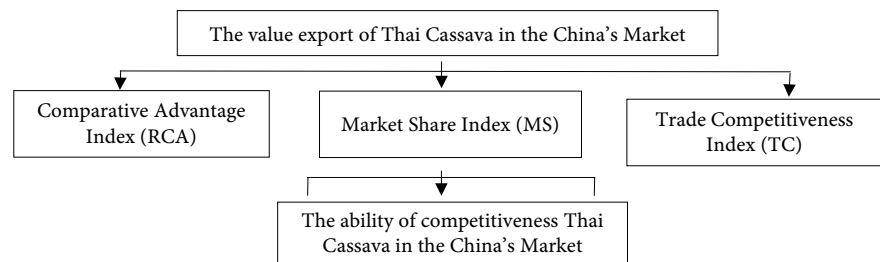 The value export of Thai Cassava in the China's Market
Comparative Advantage
Index (RCA)
Market Share Index (MS)
Trade Competitiveness
Index (TC)
The ability of competitiveness Thai
Cassava in the China's Market